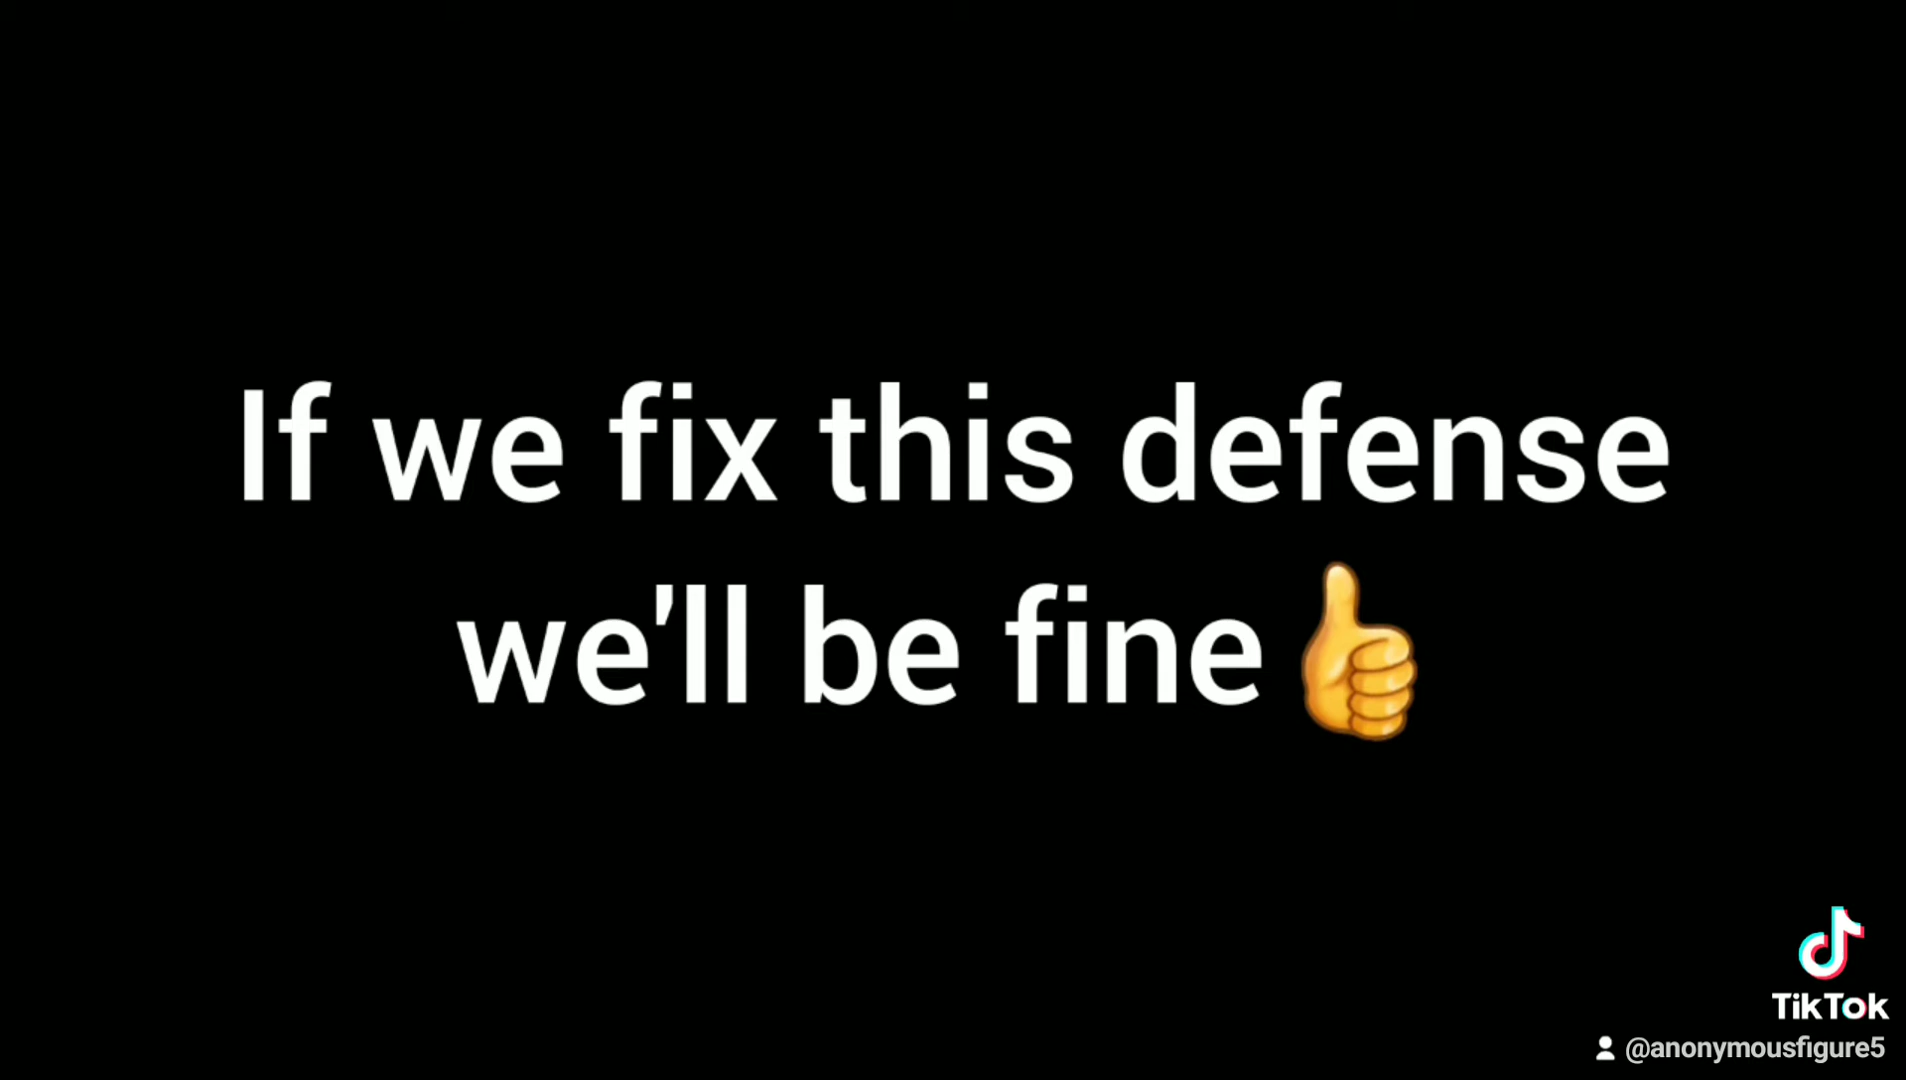 If we fix this defense
we'll be fine👍
TikTok
@anonymousfigure5